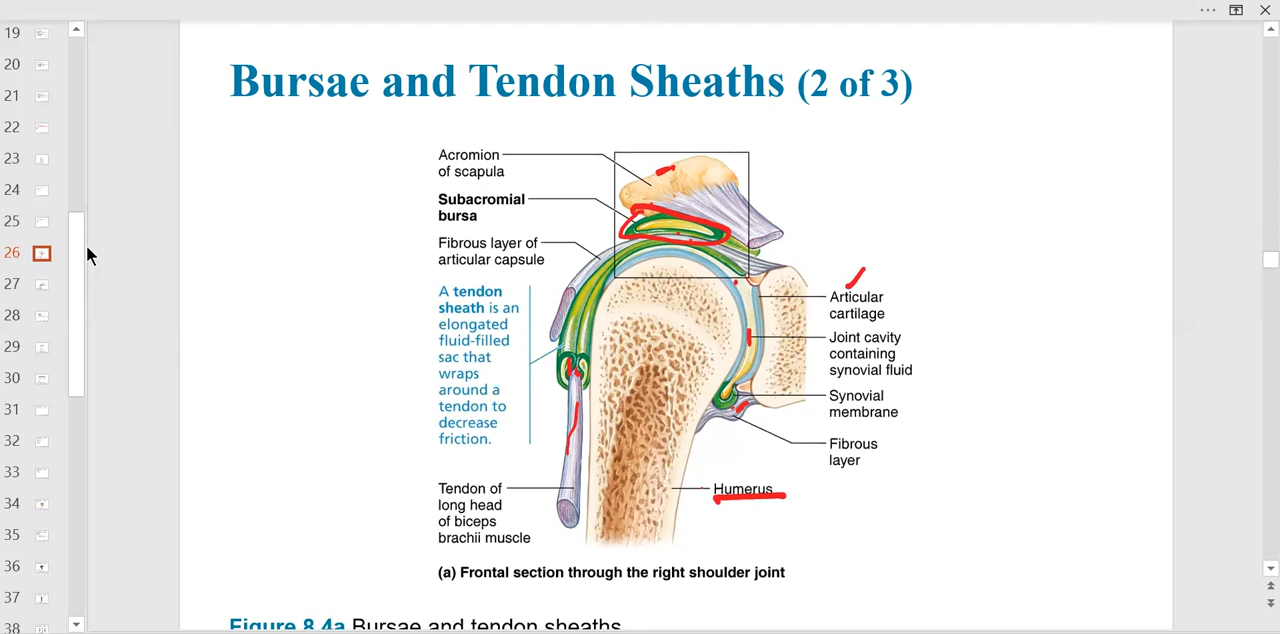 19
20
21
22
23
24
25
26
27
28
29
30
31
32
33
34
35
36
37
38
Bursae and Tendon Sheaths (2 of 3)
Acromion
of scapula
Subacromial
bursa
Fibrous layer of
articular capsule
A tendon
sheath is an
elongated
fluid-filled
sac that
wraps
around a
tendon to
decrease
friction.
Tendon of
long head
of biceps
brachii muscle
Articular
cartilage
Joint cavity
containing
synovial fluid
Synovial
membrane
Fibrous
layer
Humerus
(a) Frontal section through the right shoulder joint
Figure 8.4a Bursae and tendon sheaths